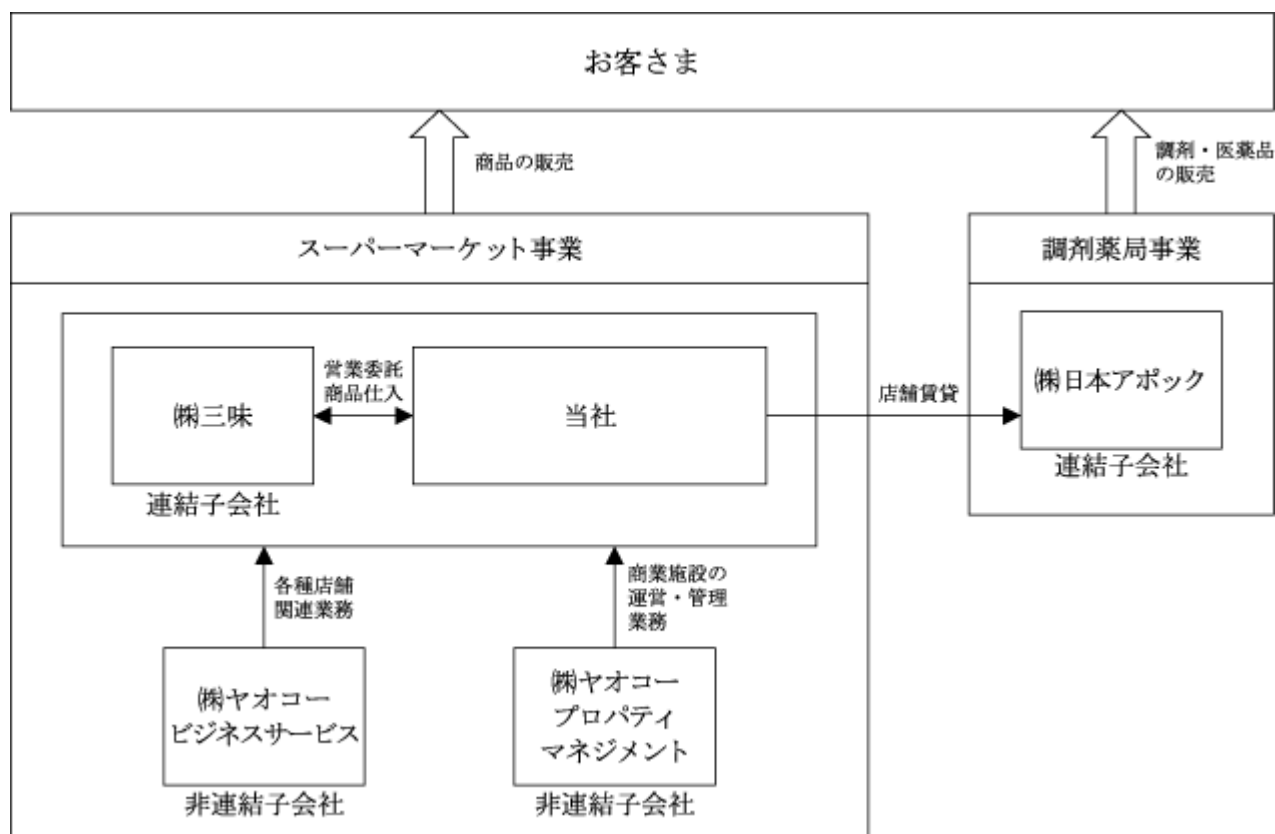 お客さま
商品の販売
調剤・医薬品
の販売
スーパーマーケット事業
調剤薬局事業
㈱三味
営業委託
商品仕入
当社
店舗賃貸
㈱日本アポック
連結子会社
連結子会社
各種店舗
関連業務
商業施設の
運営・管理
業務
㈱ヤオコー
ビジネスサービス
㈱ヤオコー
プロパティ
マネジメント
非連結子会社
非連結子会社